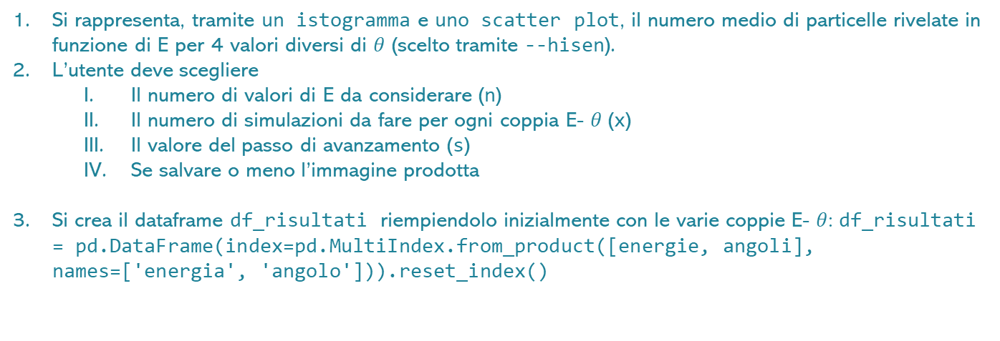 1. Si rappresenta, tramite un istogramma e uno scatter plot, il numero medio di particelle rivelate in
funzione di E per 4 valori diversi di θ (scelto tramite --hisen).
2. L’utente deve scegliere
I. Il numero di valori di E da considerare (n)
II. Il numero di simulazioni da fare per ogni coppia E- θ (x)
III. Il valore del passo di avanzamento (s)
IV. Se salvare o meno l’immagine prodotta
3. Si crea il dataframe df_risultati riempiendolo inizialmente con le varie coppie E- θ: df_risultati
= pd.DataFrame(index=pd.MultiIndex.from_product([energie, angoli],
names=['energia', 'angolo'])).reset_index()